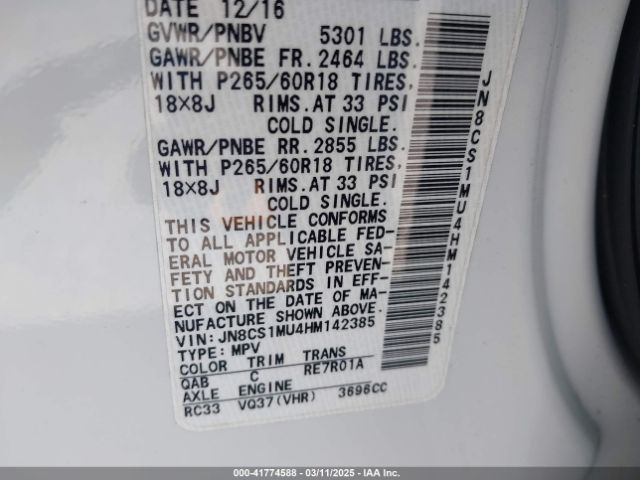 DATE 12/16
GVWR/PNBV 5301 LBS.
GAWR/PNBE FR. 2464 LBS.
WITH P265/60R18 TIRES,
18×8J RIMS. AT 33 PSI
COLD SINGLE.
GAWR/PNBE RR. 2855 LBS.
WITH P265/60R18 TIRES,
18×8J RIMS. AT 33 PSI
COLD SINGLE.
THIS VEHICLE CONFORMS
TO ALL APPLICABLE FED-
ERAL MOTOR VEHICLE SA-
FETY AND THEFT PREVEN-
TION STANDARDS IN EFF-
ECT ON THE DATE OF MA-
NUFACTURE SHOWN ABOVE.
VIN: JN8CS1MU4HM142385
TYPE: MPV
COLOR TRIM TRANS
QAB C RE7R01A
AXLE ENGINE
RC33 VQ37(VHR) 3696CC
JN8CS1MU4HM142385
000-41774588 - 03/11/2025 - IAA Inc.